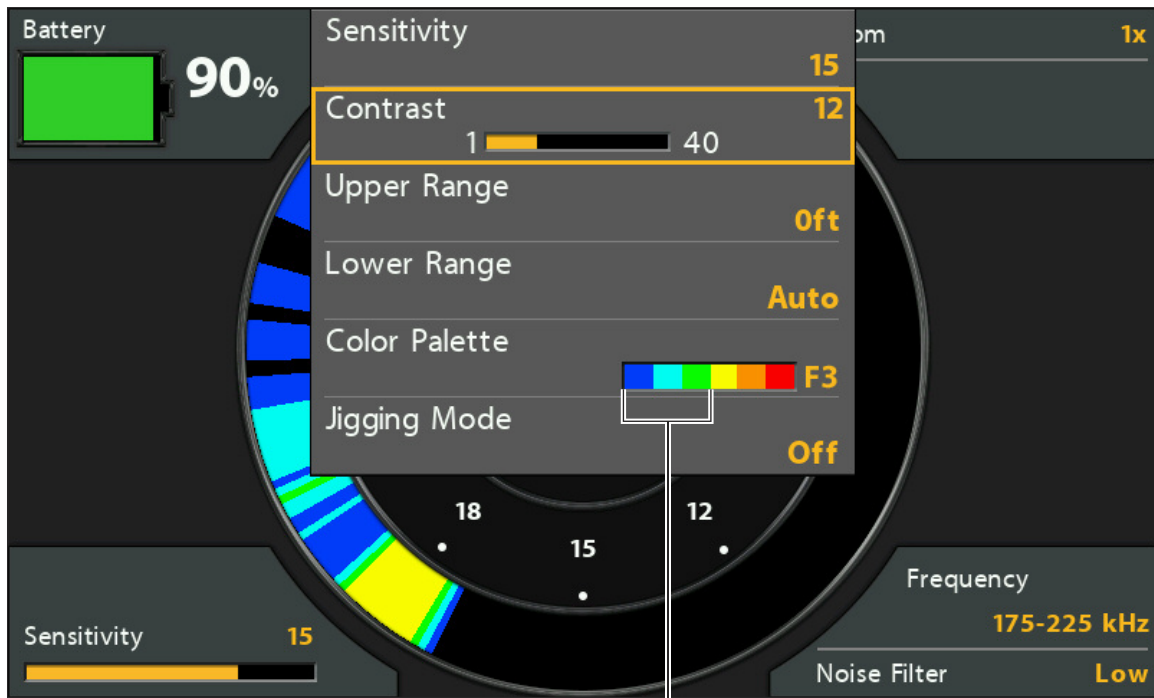 Battery
90%
Sensitivity
15
Contrast 12
1 40
Upper Range
0ft
Lower Range
Auto
Color Palette
F3
Jigging Mode
Off
om 1x
18 12
15
Sensitivity 15
Frequency
175-225 kHz
Noise Filter Low